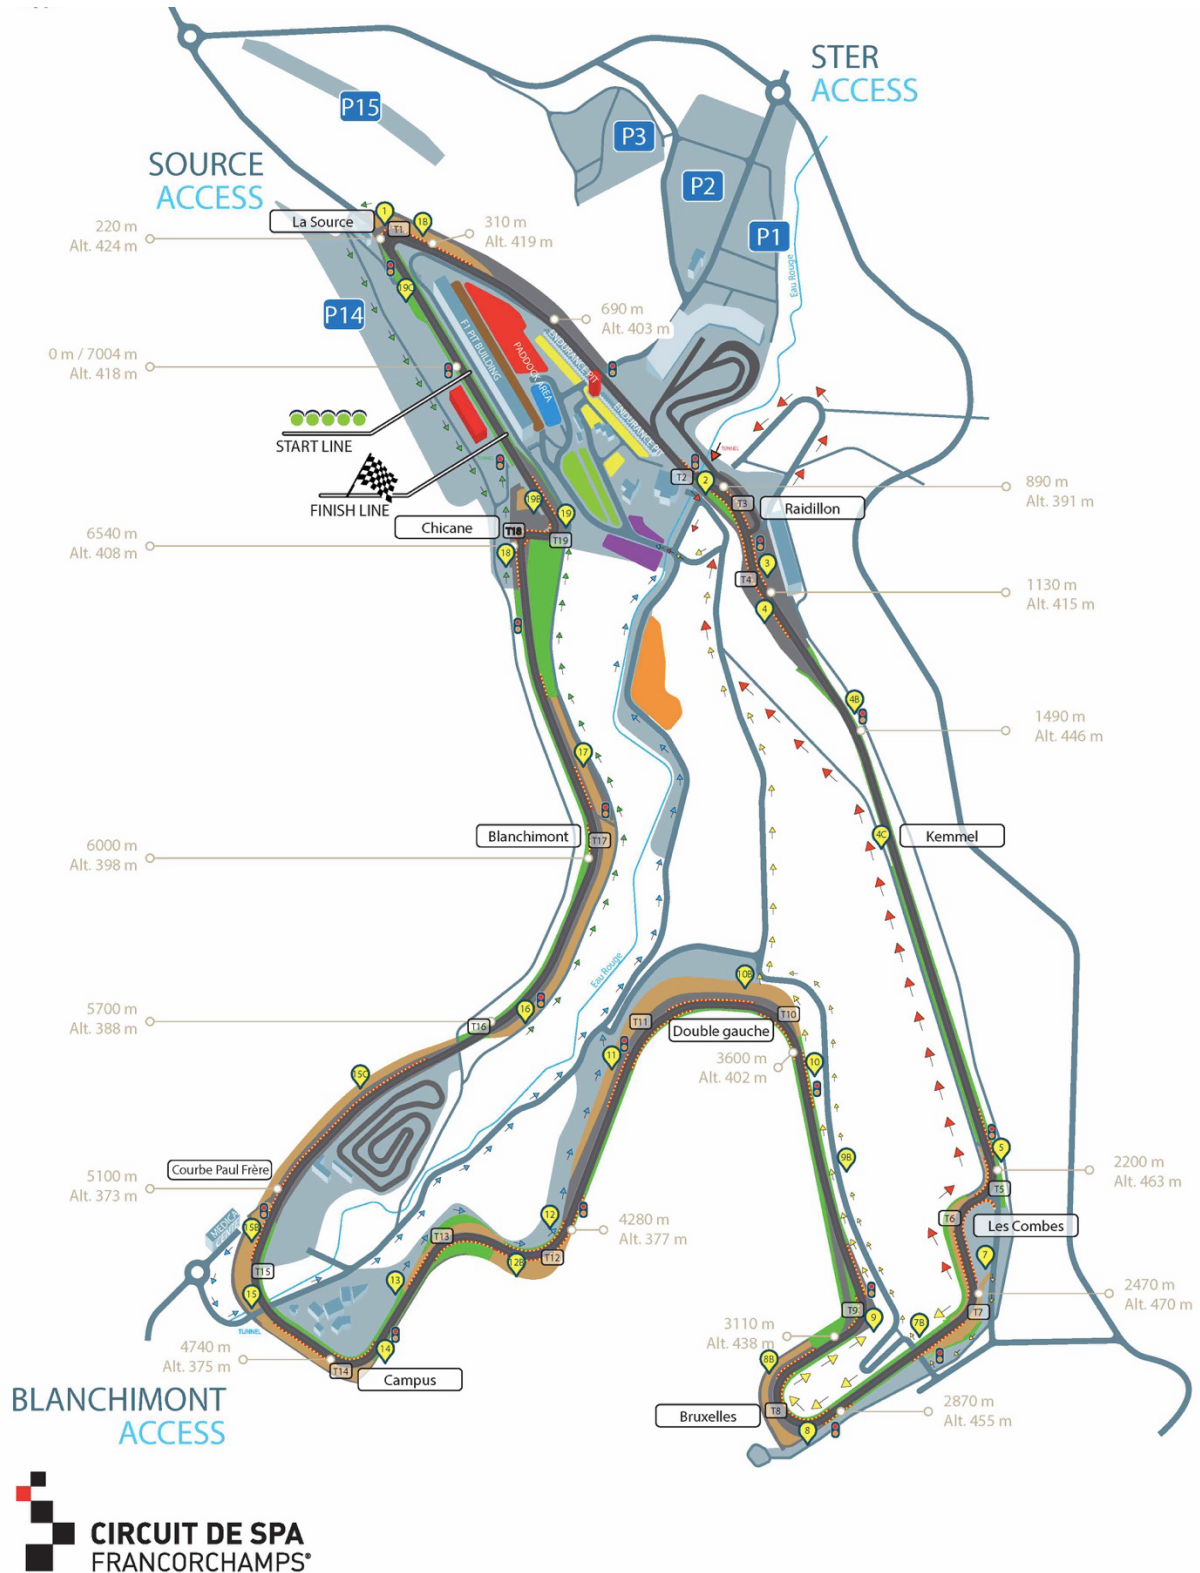 STER
ACCESS
P15
P3
P2
P1
SOURCE
ACCESS
La Source
1
1B
T1
220 m
Alt. 424 m
310 m
Alt. 419 m
19C
P14
Eau Rouge
690 m
Alt. 403 m
F1 PIT BUILDING
PADDOCK AREA
ENDURANCE PIT
ENDURANCE PIT
0 m / 7004 m
Alt. 418 m
START LINE
FINISH LINE
TUNNEL
T2
2
T3
890 m
Alt. 391 m
Raidillon
19B
19
Chicane
T18
T19
18
6540 m
Alt. 408 m
3
T4
4
1130 m
Alt. 415 m
4B
1490 m
Alt. 446 m
17
Blanchimont
T17
4C
Kemmel
6000 m
Alt. 398 m
Eau Rouge
10B
16
T16
5700 m
Alt. 388 m
T11
Double gauche
T10
11
3600 m
Alt. 402 m
10
15C
5
9B
2200 m
Alt. 463 m
T5
Courbe Paul Frère
5100 m
Alt. 373 m
MEDICAL
15B
12
T6
Les Combes
4280 m
Alt. 377 m
T13
T12
12B
7
T15
13
15
2470 m
Alt. 470 m
T7
T9
9
7B
TUNNEL
3110 m
Alt. 438 m
4740 m
Alt. 375 m
14
T14
8B
Campus
BLANCHIMONT
ACCESS
2870 m
Alt. 455 m
Bruxelles
T8
8
CIRCUIT DE SPA
FRANCORCHAMPS®